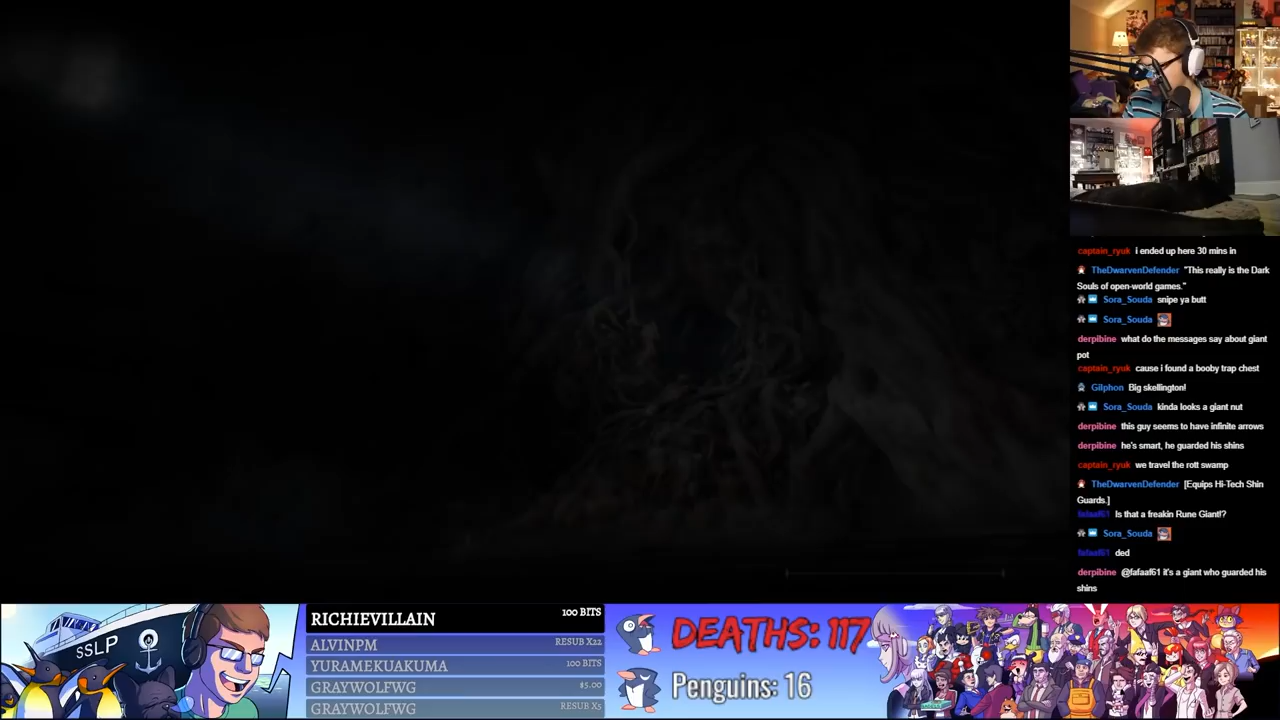 captain_ryuk i ended up here 30 mins in
TheDwarvenDefender "This really is the Dark
Souls of open-world games."
Sora_Souda snipe ya butt
Sora_Souda
derpibine what do the messages say about giant
pot
captain_ryuk cause i found a booby trap chest
Gilphon Big skellington!
Sora_Souda kinda looks a giant nut
derpibine this guy seems to have infinite arrows
derpibine he's smart, he guarded his shins
captain_ryuk we travel the rott swamp
TheDwarvenDefender [Equips Hi-Tech Shin
Guards.]
fafaaf61 Is that a freakin Rune Giant!?
Sora_Souda
fafaaf61 ded
derpibine @fafaaf61 it's a giant who guarded his
shins
SSLP
RICHIEVILLAIN 100 BITS
ALVINPM RESUB X22
YURAMEKUAKUMA 100 BITS
GRAYWOLFWG $5.00
GRAYWOLFWG RESUB X5
DEATHS: 117
Penguins: 16